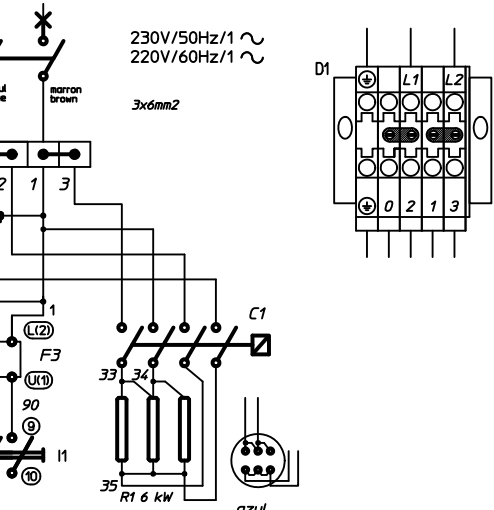 230V/50Hz/1
220V/60Hz/1
D1
L1 L2
ul
e
marron
brown
3x6mm2
2 1 3
0 2 1 3
1
C1
L(2)
F3
33 34
U(1)
90
9
I1
10
35
R1 6 kW